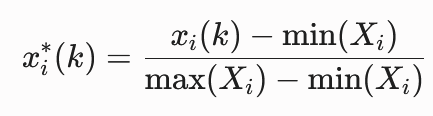 x_i^*(k) = \frac{x_i(k) - \min(X_i)}{\max(X_i) - \min(X_i)}